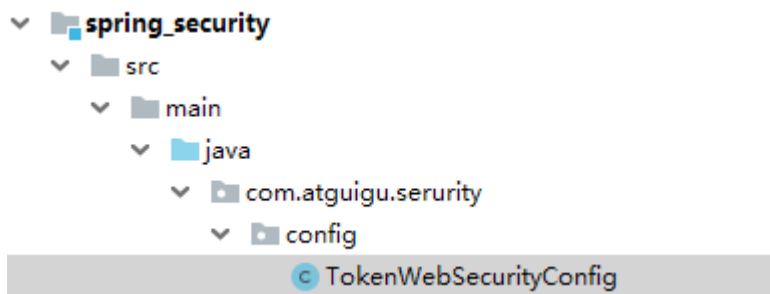 spring_security
src
main
java
com.atguigu.serurity
config
C TokenWebSecurityConfig